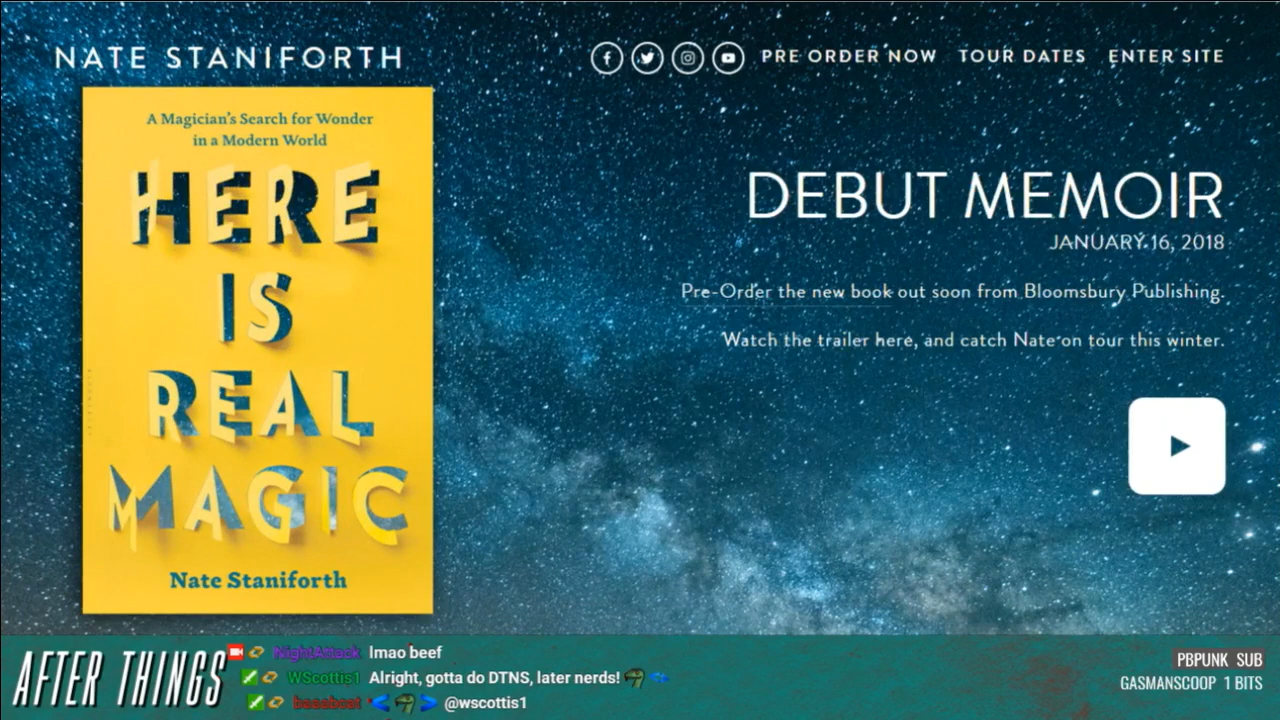 NATE STANIFORTH
PRE ORDER NOW
TOUR DATES
ENTER SITE
A Magician's Search for Wonder
in a Modern World
HERE
IS
REAL
MAGIC
Nate Staniforth
DEBUT MEMOIR
JANUARY 16, 2018
Pre-Order the new book out soon from Bloomsbury Publishing.
Watch the trailer here, and catch Nate on tour this winter.
AFTER THINGS
NightAttack lmao beef
WScottis1 Alright, gotta do DTNS, later nerds!
@wscottis1
PBPUNK SUB
GASMANSCOOP 1 BITS